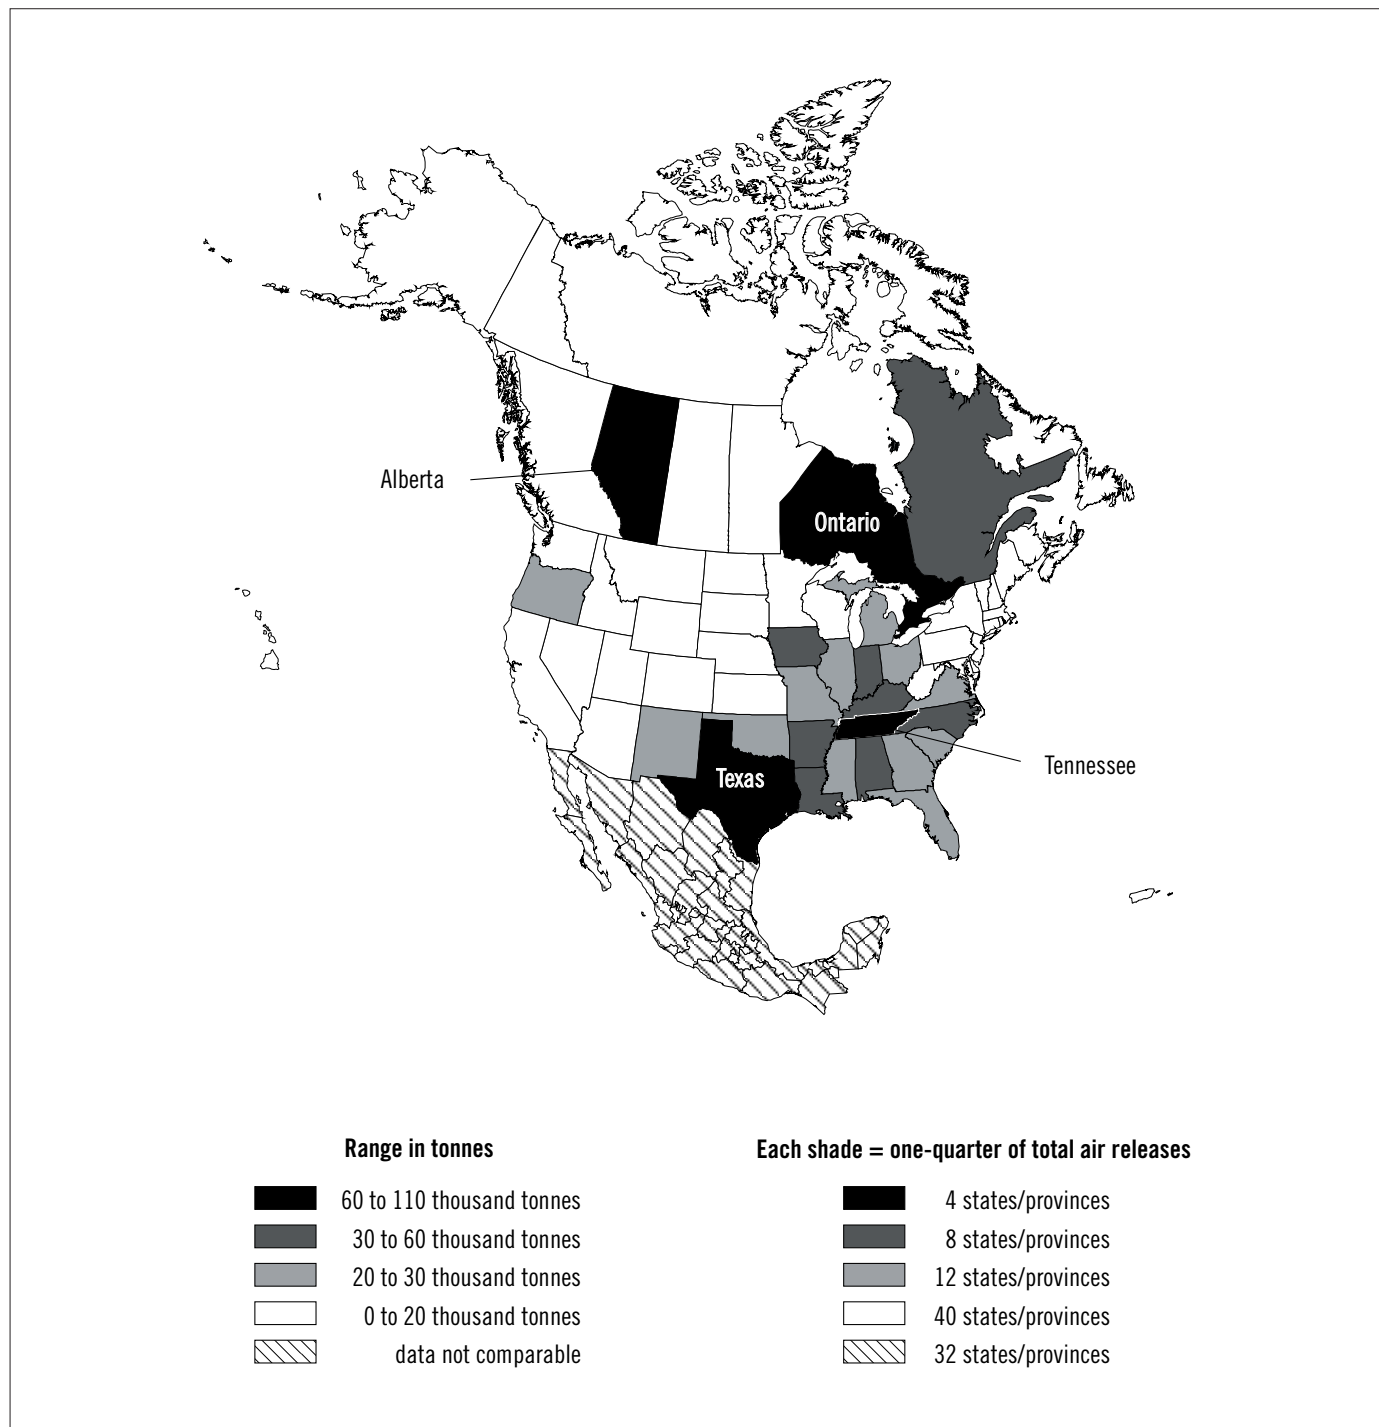 Alberta
Ontario
Texas
Tennessee
Range in tonnes
60 to 110 thousand tonnes
30 to 60 thousand tonnes
20 to 30 thousand tonnes
0 to 20 thousand tonnes
data not comparable
Each shade = one-quarter of total air releases
4 states/provinces
8 states/provinces
12 states/provinces
40 states/provinces
32 states/provinces